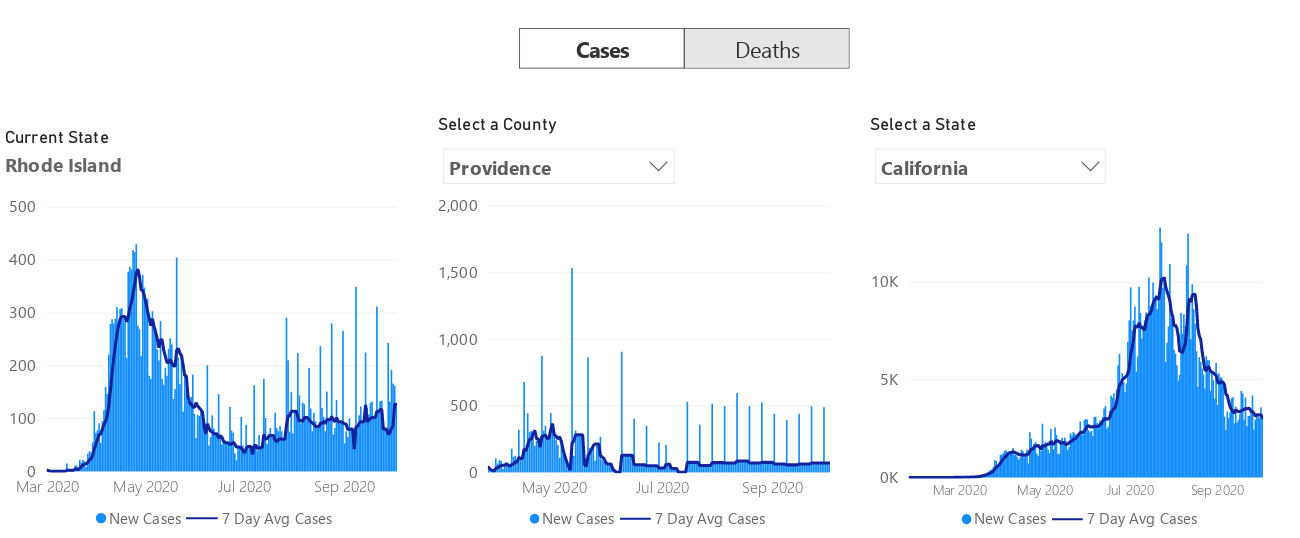 Cases Deaths
Current State
Rhode Island
500
400
300
200
100
0
Mar 2020 May 2020 Jul 2020 Sep 2020
New Cases 7 Day Avg Cases
Select a County
Providence
2,000
1,500
1,000
500
0
May 2020 Jul 2020 Sep 2020
New Cases 7 Day Avg Cases
Select a State
California
10K
5K
0K
Mar 2020 May 2020 Jul 2020 Sep 2020
New Cases 7 Day Avg Cases